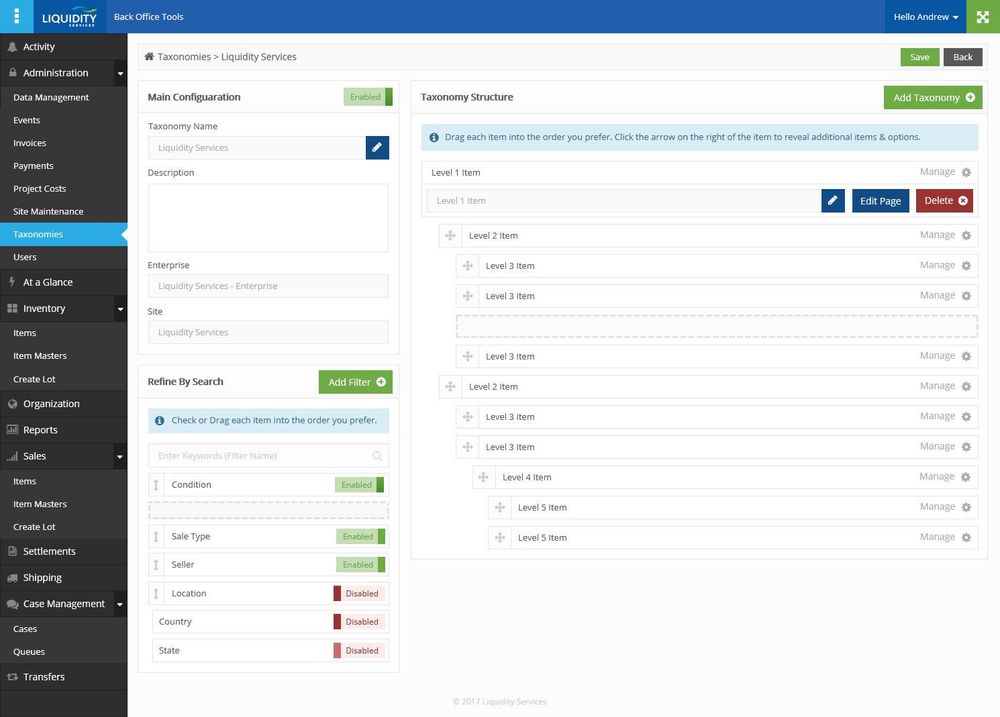 LIQUIDITY
SERVICES
Back Office Tools
Hello Andrew
Activity
Administration
Data Management
Events
Invoices
Payments
Project Costs
Site Maintenance
Taxonomies
Users
At a Glance
Inventory
Items
Item Masters
Create Lot
Organization
Reports
Sales
Items
Item Masters
Create Lot
Settlements
Shipping
Case Management
Cases
Queues
Transfers
Taxonomies > Liquidity Services
Save
Back
Main Configuaration
Enabled
Taxonomy Name
Liquidity Services
Description
Enterprise
Liquidity Services - Enterprise
Site
Liquidity Services
Refine By Search
Add Filter
Check or Drag each item into the order you prefer.
Enter Keywords (Filter Name)
Condition
Enabled
Sale Type
Enabled
Seller
Enabled
Location
Disabled
Country
Disabled
State
Disabled
Taxonomy Structure
Add Taxonomy
Drag each item into the order you prefer. Click the arrow on the right of the item to reveal additional items & options.
Level 1 Item
Manage
Level 1 Item
Edit Page
Delete
Level 2 Item
Manage
Level 3 Item
Manage
Level 3 Item
Manage
Level 3 Item
Manage
Level 2 Item
Manage
Level 3 Item
Manage
Level 3 Item
Manage
Level 4 Item
Manage
Level 5 Item
Manage
Level 5 Item
Manage
© 2017 Liquidity Services